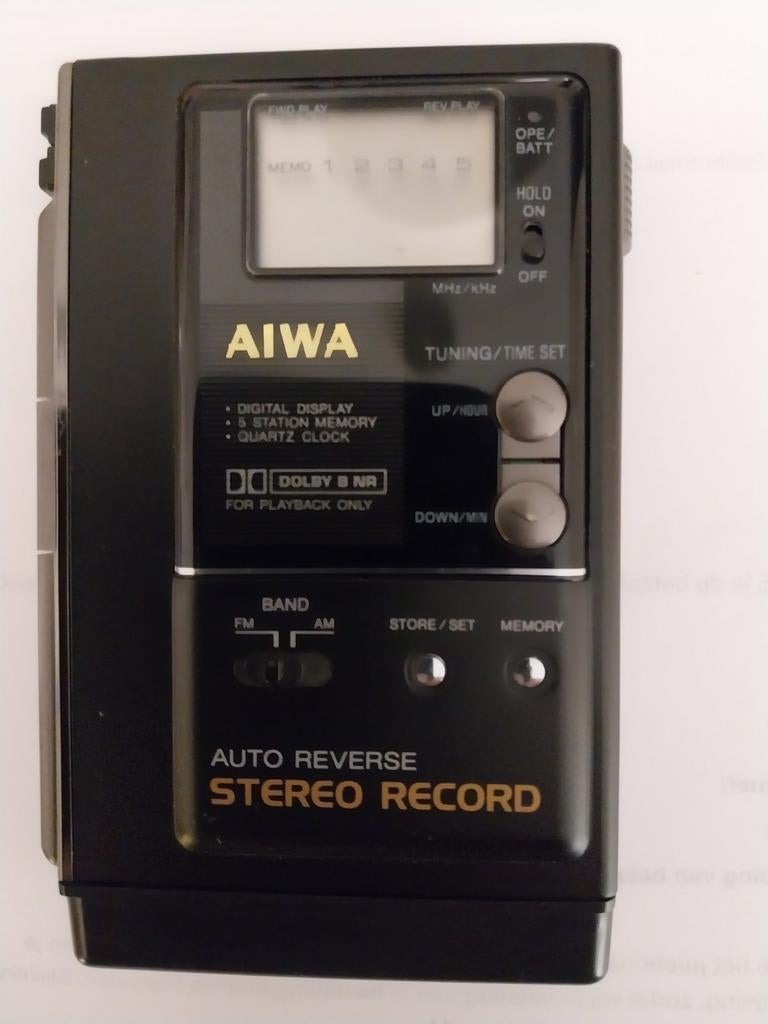 FWD PLAY REV PLAY
MEMO 1 2 3 4 5
OPE/
BATT
HOLD
ON
OFF
MHz/kHz
AIWA
TUNING/TIME SET
UP/HOUR
• DIGITAL DISPLAY
• 5 STATION MEMORY
• QUARTZ CLOCK
DOLBY B NR
FOR PLAYBACK ONLY
DOWN/MIN
BAND
FM AM
STORE/SET MEMORY
AUTO REVERSE
STEREO RECORD